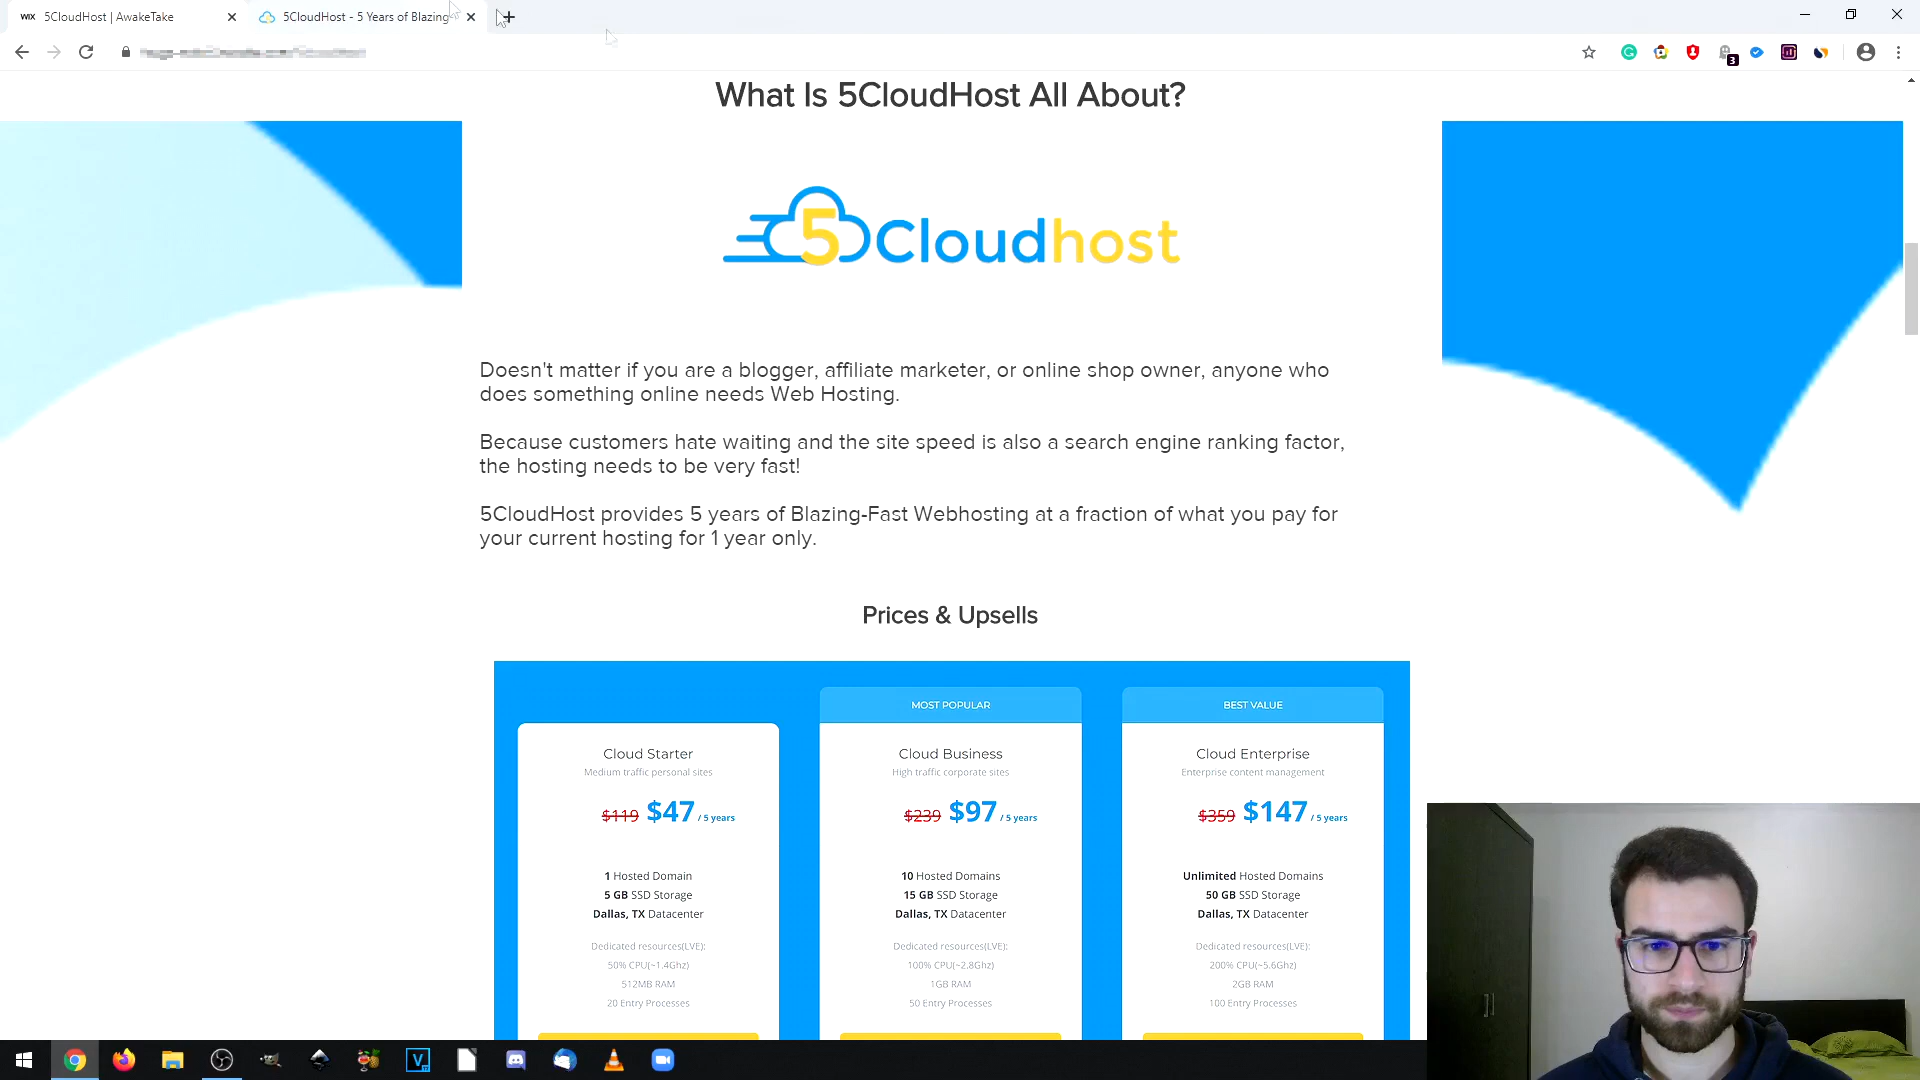 WIX 5CloudHost | AwakeTake
5CloudHost - 5 Years of Blazing
3
What Is 5CloudHost All About?
5Cloudhost
Doesn't matter if you are a blogger, affiliate marketer, or online shop owner, anyone who
does something online needs Web Hosting.
Because customers hate waiting and the site speed is also a search engine ranking factor,
the hosting needs to be very fast!
5CloudHost provides 5 years of Blazing-Fast Webhosting at a fraction of what you pay for
your current hosting for 1 year only.
Prices & Upsells
Cloud Starter
Medium traffic personal sites
$119 $47 / 5 years
1 Hosted Domain
5 GB SSD Storage
Dallas, TX Datacenter
Dedicated resources(LVE):
50% CPU(~1.4Ghz)
512MB RAM
20 Entry Processes
MOST POPULAR
Cloud Business
High traffic corporate sites
$239 $97 / 5 years
10 Hosted Domains
15 GB SSD Storage
Dallas, TX Datacenter
Dedicated resources(LVE):
100% CPU(~2.8Ghz)
1GB RAM
50 Entry Processes
BEST VALUE
Cloud Enterprise
Enterprise content management
$359 $147 / 5 years
Unlimited Hosted Domains
50 GB SSD Storage
Dallas, TX Datacenter
Dedicated resources(LVE):
200% CPU(~5.6Ghz)
2GB RAM
100 Entry Processes